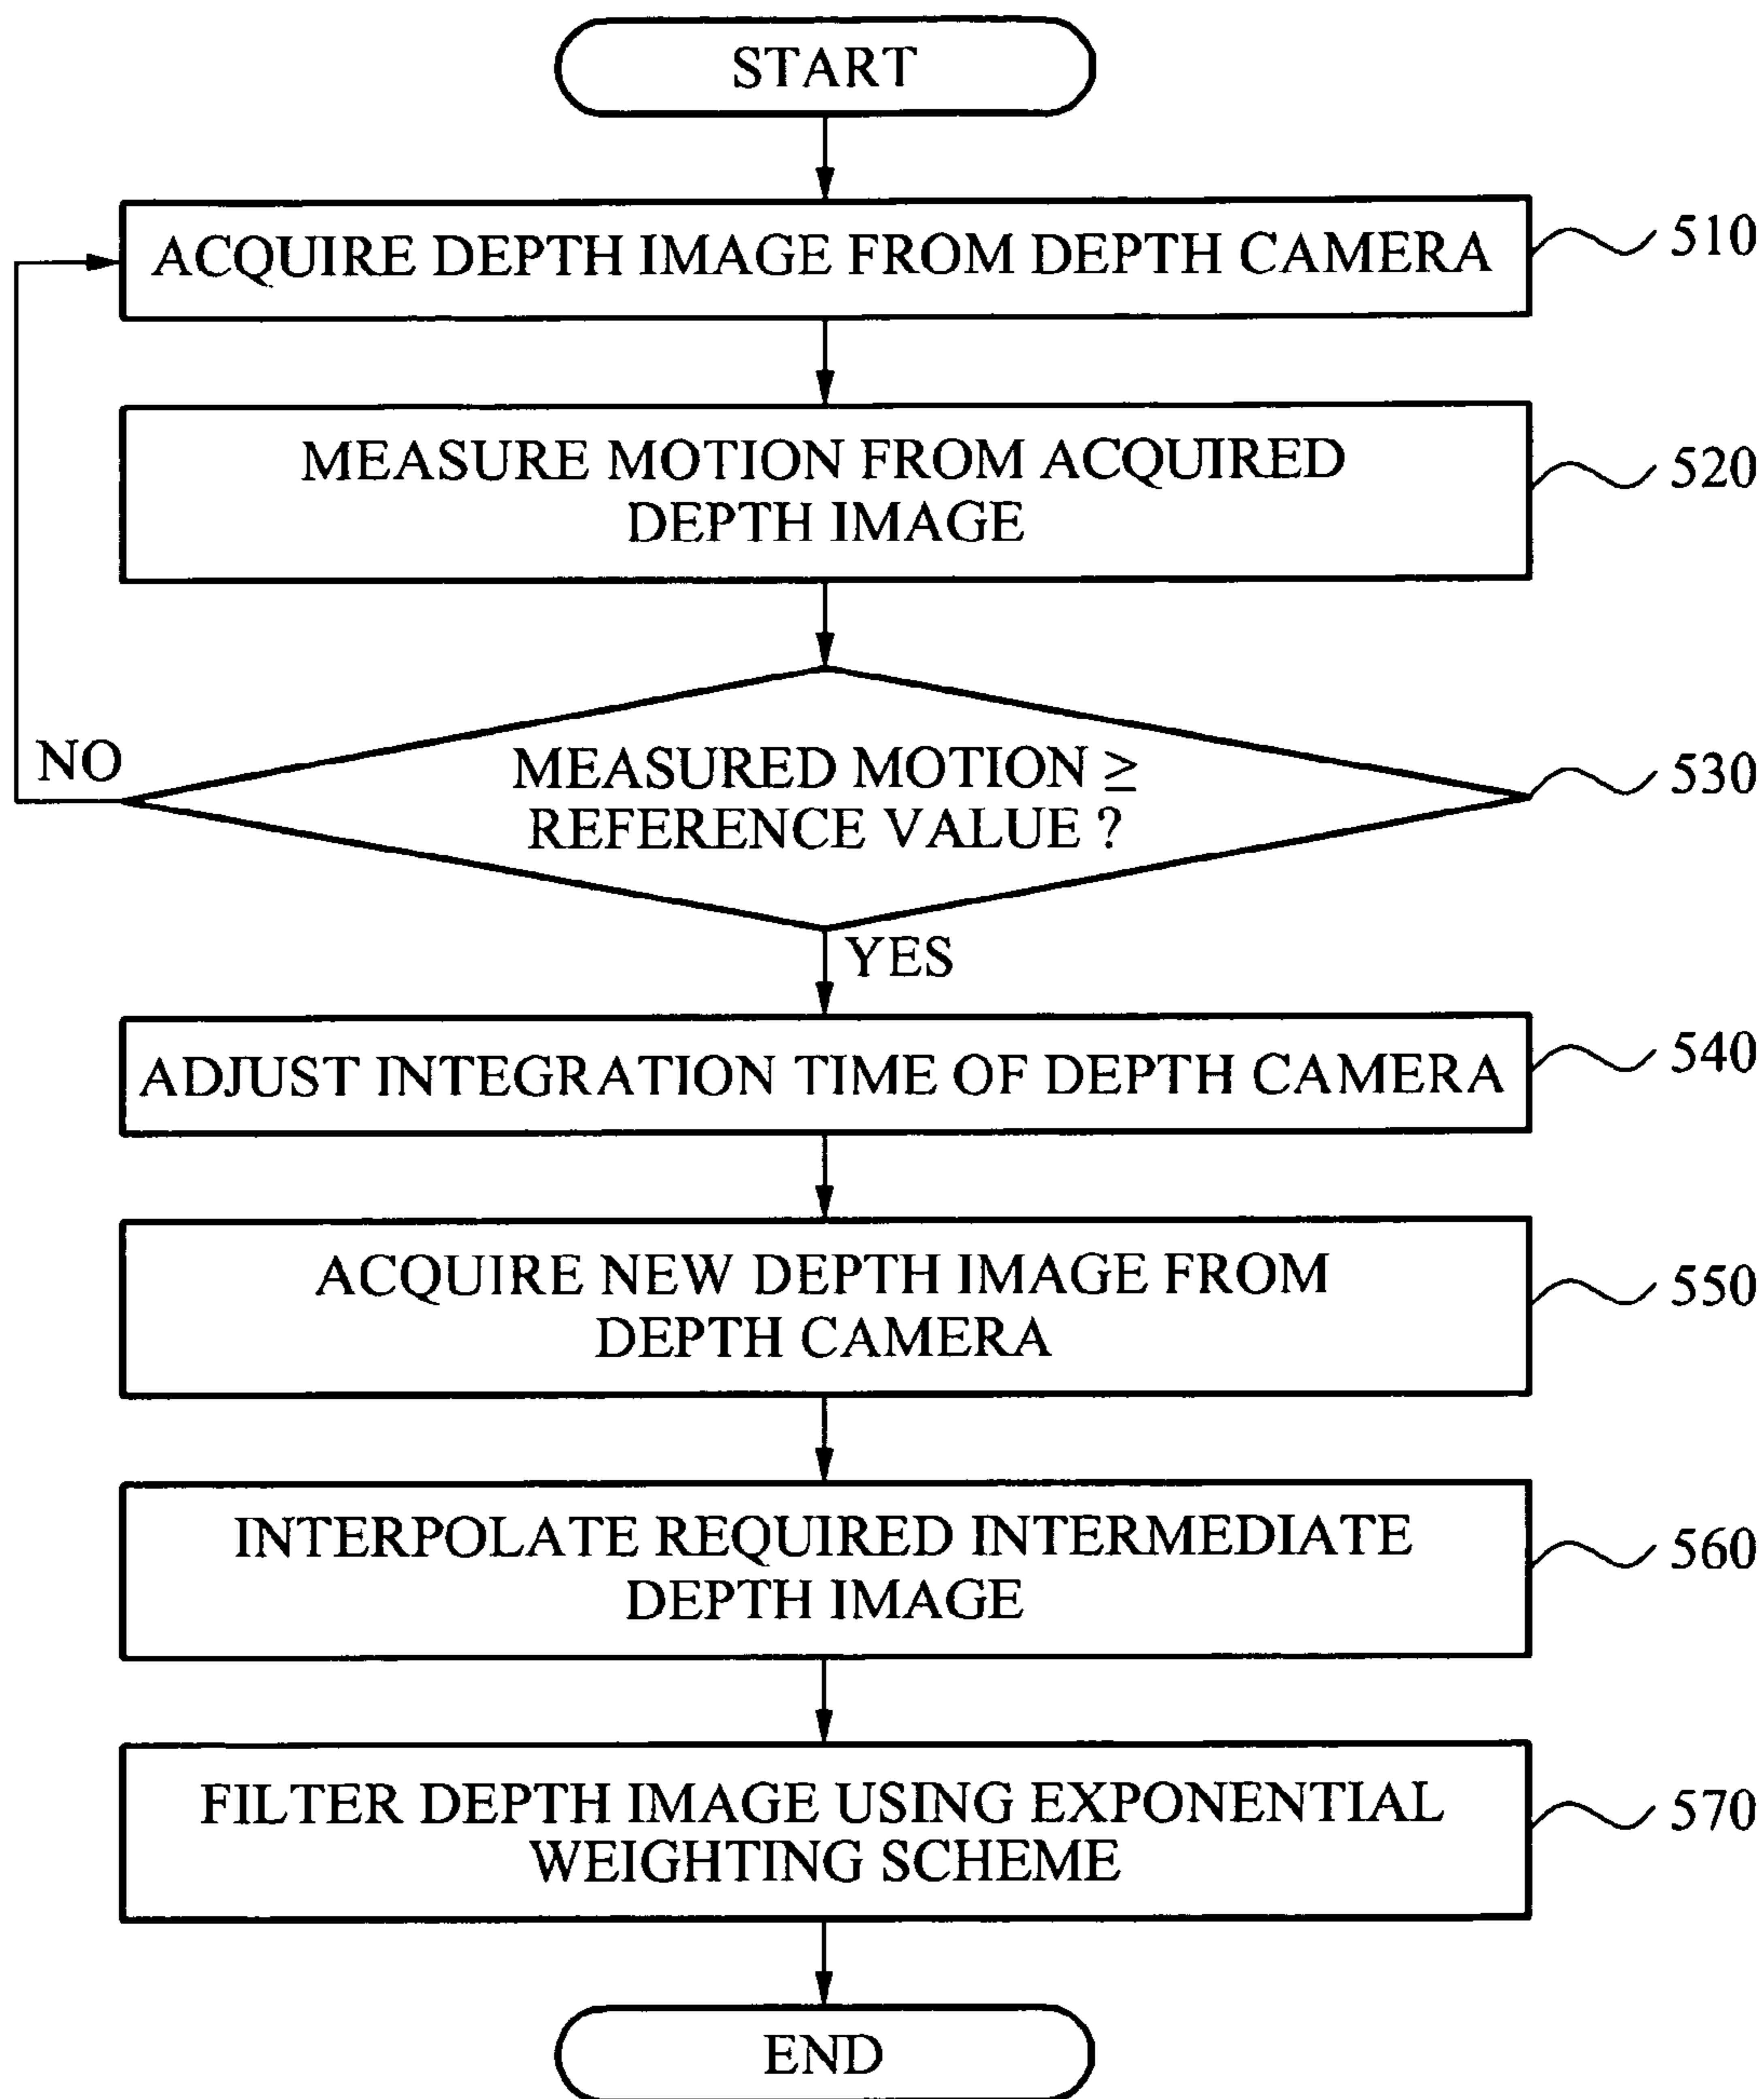 START
ACQUIRE DEPTH IMAGE FROM DEPTH CAMERA
510
MEASURE MOTION FROM ACQUIRED
DEPTH IMAGE
520
NO
MEASURED MOTION ≥
REFERENCE VALUE ?
530
YES
ADJUST INTEGRATION TIME OF DEPTH CAMERA
540
ACQUIRE NEW DEPTH IMAGE FROM
DEPTH CAMERA
550
INTERPOLATE REQUIRED INTERMEDIATE
DEPTH IMAGE
560
FILTER DEPTH IMAGE USING EXPONENTIAL
WEIGHTING SCHEME
570
END